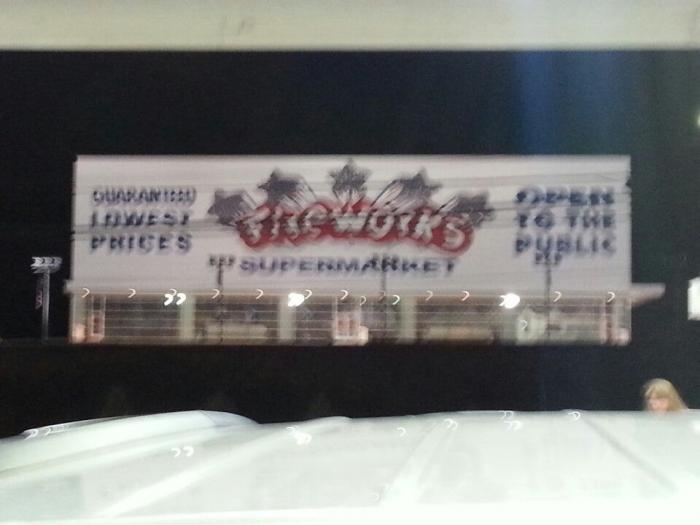 GUARANTEED
LOWEST
PRICES
FIREWORKS
SUPERMARKET
OPEN
TO THE
PUBLIC